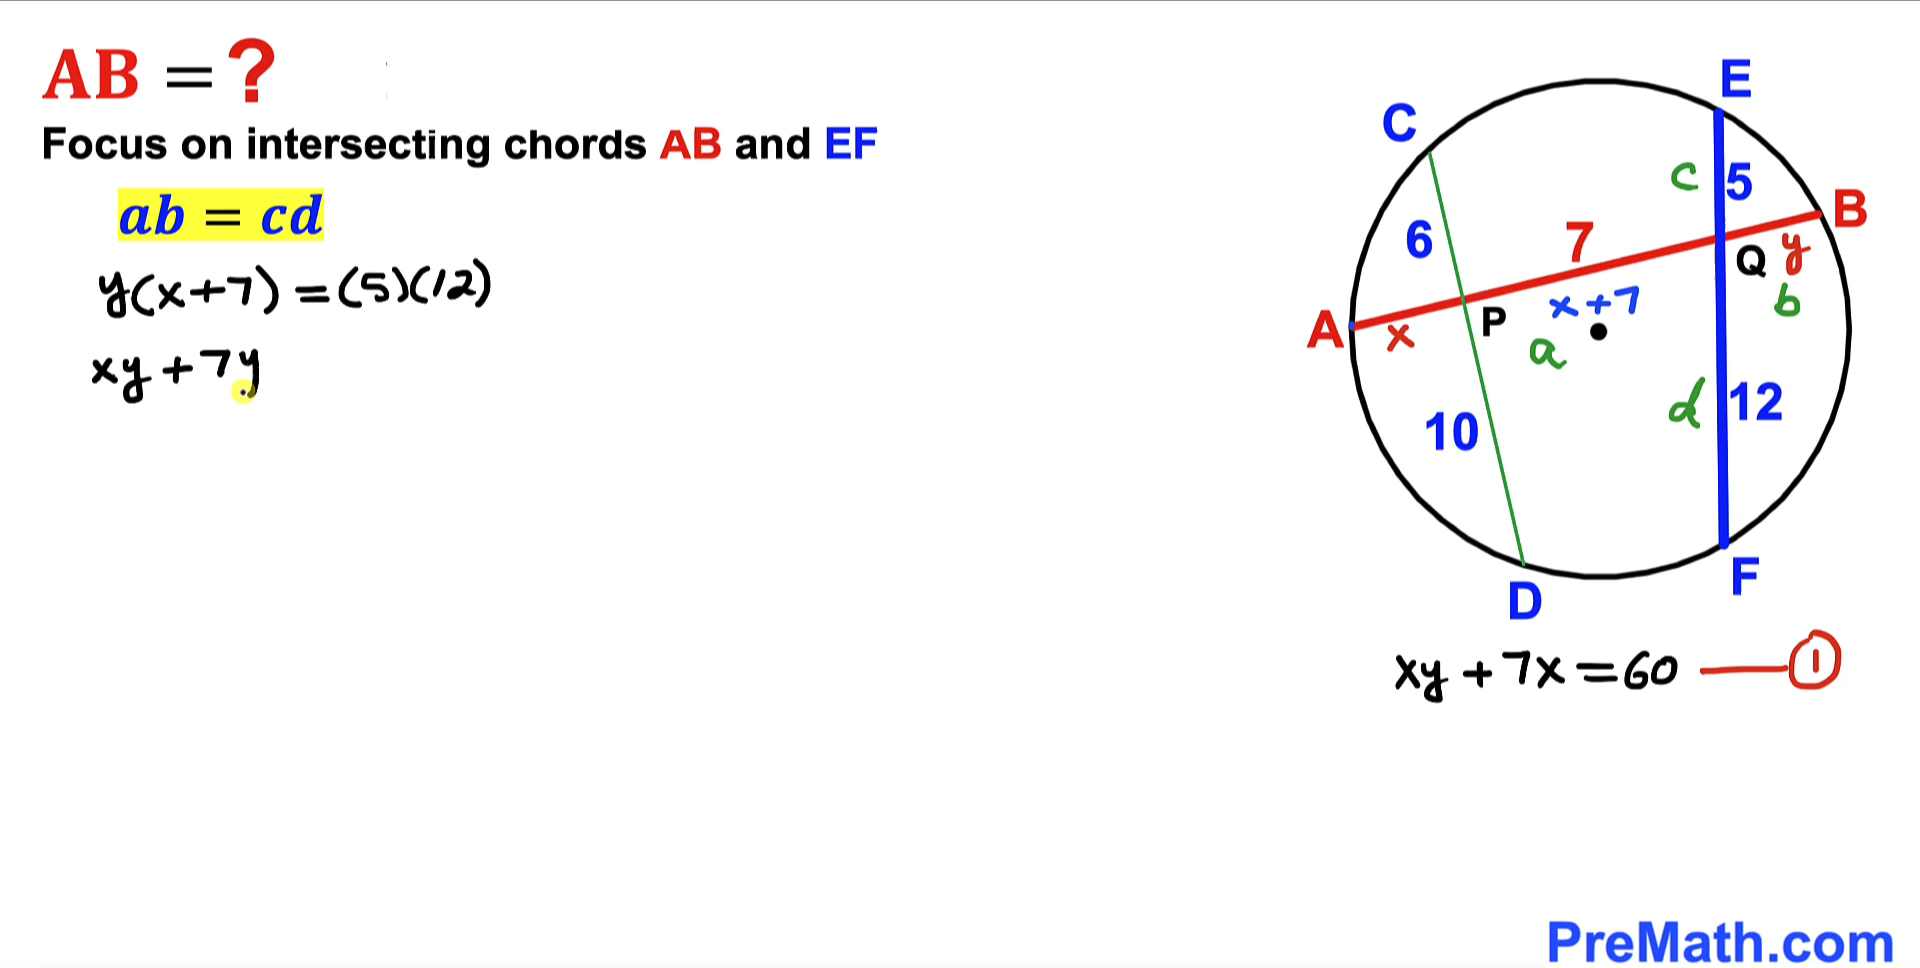 AB = ?
Focus on intersecting chords AB and EF
ab = cd
y(x+7) = (5)(12)
xy + 7y
E
C
c 5
B
6
7
Q y
b
A
x
P
x+7
a
d 12
10
F
D
xy + 7x = 60 — 1
PreMath.com